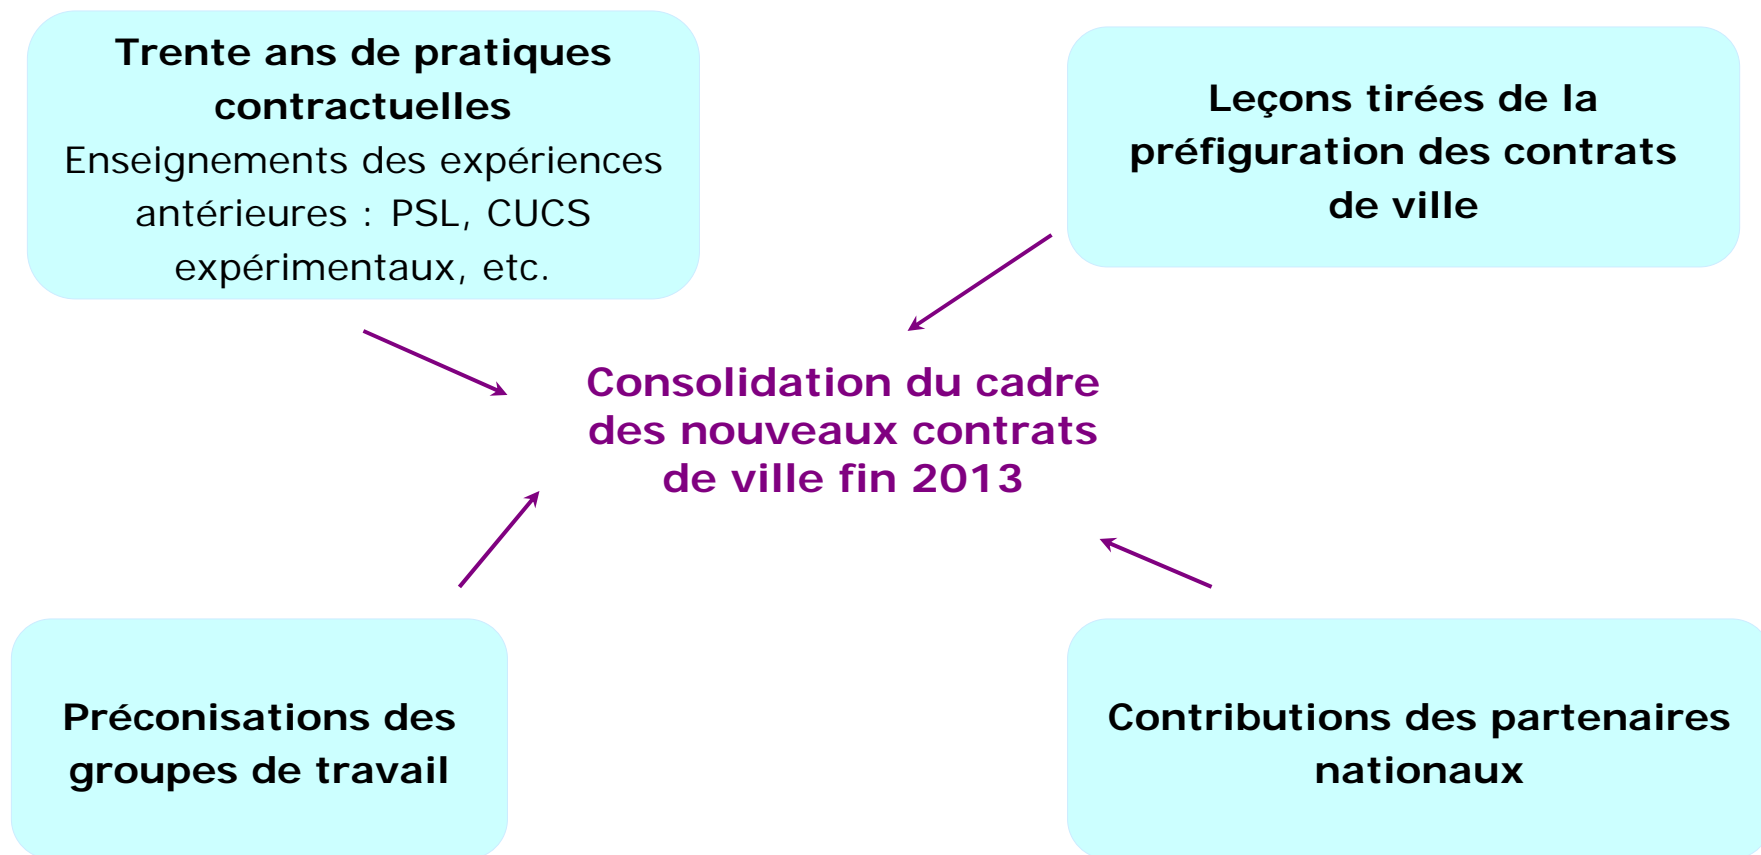 Trente ans de pratiques
contractuelles
Enseignements des expériences
antérieures : PSL, CUCS
expérimentaux, etc.
Leçons tirées de la
préfiguration des contrats
de ville
Consolidation du cadre
des nouveaux contrats
de ville fin 2013
Préconisations des
groupes de travail
Contributions des partenaires
nationaux